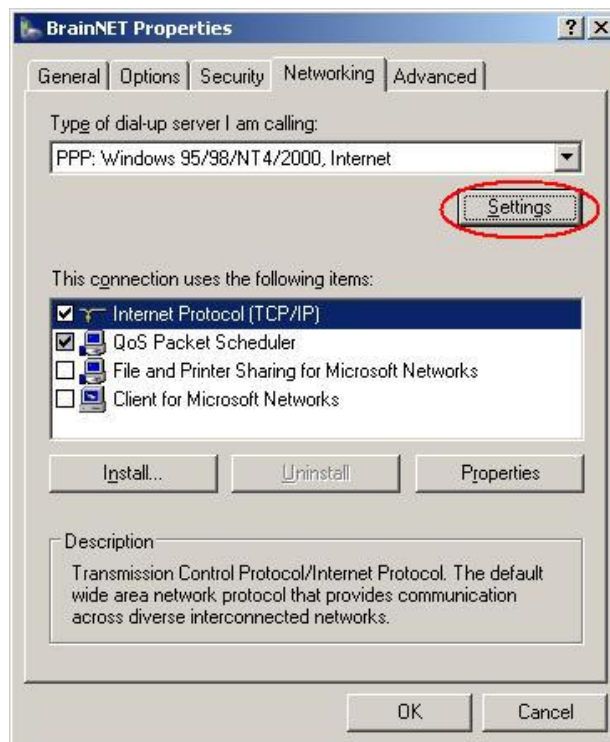 BrainNET Properties
General Options Security Networking Advanced
Type of dial-up server I am calling:
PPP: Windows 95/98/NT4/2000, Internet
Settings
This connection uses the following items:
Internet Protocol (TCP/IP)
QoS Packet Scheduler
File and Printer Sharing for Microsoft Networks
Client for Microsoft Networks
Install... Uninstall Properties
Description
Transmission Control Protocol/Internet Protocol. The default
wide area network protocol that provides communication
across diverse interconnected networks.
OK Cancel